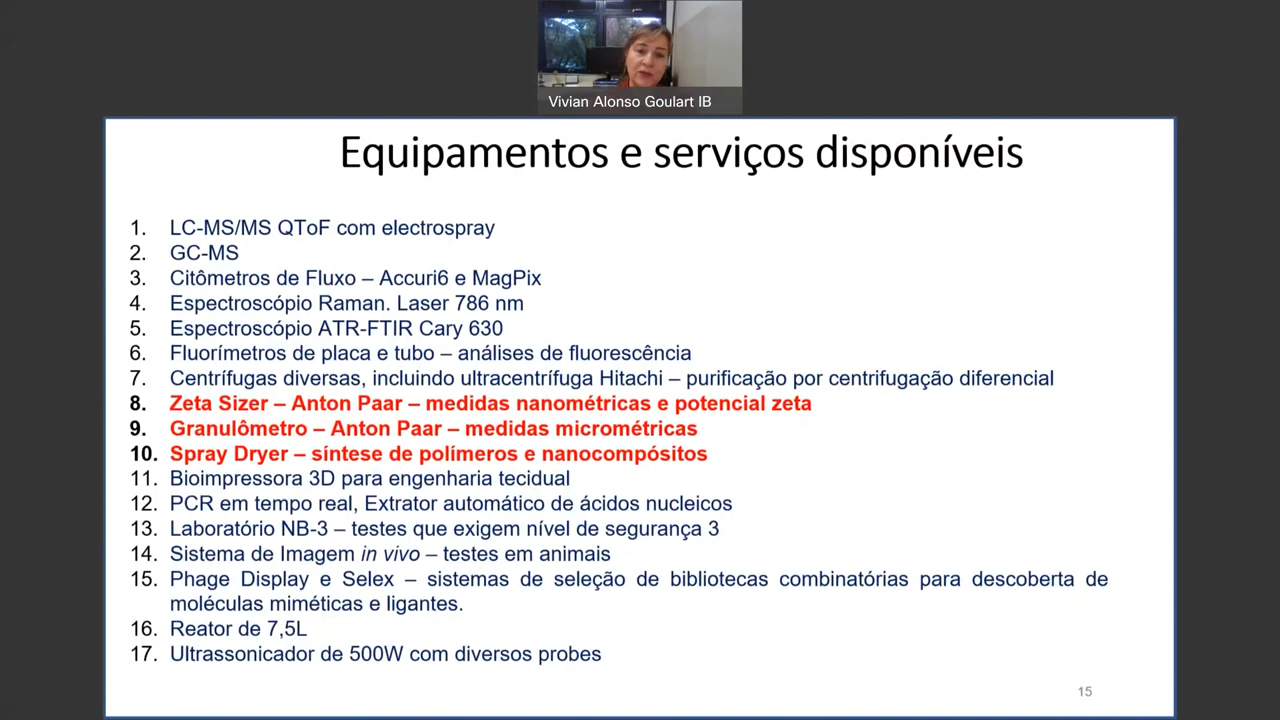 Vivian Alonso Goulart IB
Equipamentos e serviços disponíveis
1. LC-MS/MS QToF com electrospray
2. GC-MS
3. Citômetros de Fluxo – Accuri6 e MagPix
4. Espectroscópio Raman. Laser 786 nm
5. Espectroscópio ATR-FTIR Cary 630
6. Fluorímetros de placa e tubo – análises de fluorescência
7. Centrífugas diversas, incluindo ultracentrífuga Hitachi – purificação por centrifugação diferencial
8. Zeta Sizer – Anton Paar – medidas nanométricas e potencial zeta
9. Granulômetro – Anton Paar – medidas micrométricas
10. Spray Dryer – síntese de polímeros e nanocompósitos
11. Bioimpressora 3D para engenharia tecidual
12. PCR em tempo real, Extrator automático de ácidos nucleicos
13. Laboratório NB-3 – testes que exigem nível de segurança 3
14. Sistema de Imagem in vivo – testes em animais
15. Phage Display e Selex – sistemas de seleção de bibliotecas combinatórias para descoberta de
moléculas miméticas e ligantes.
16. Reator de 7,5L
17. Ultrassonicador de 500W com diversos probes
15